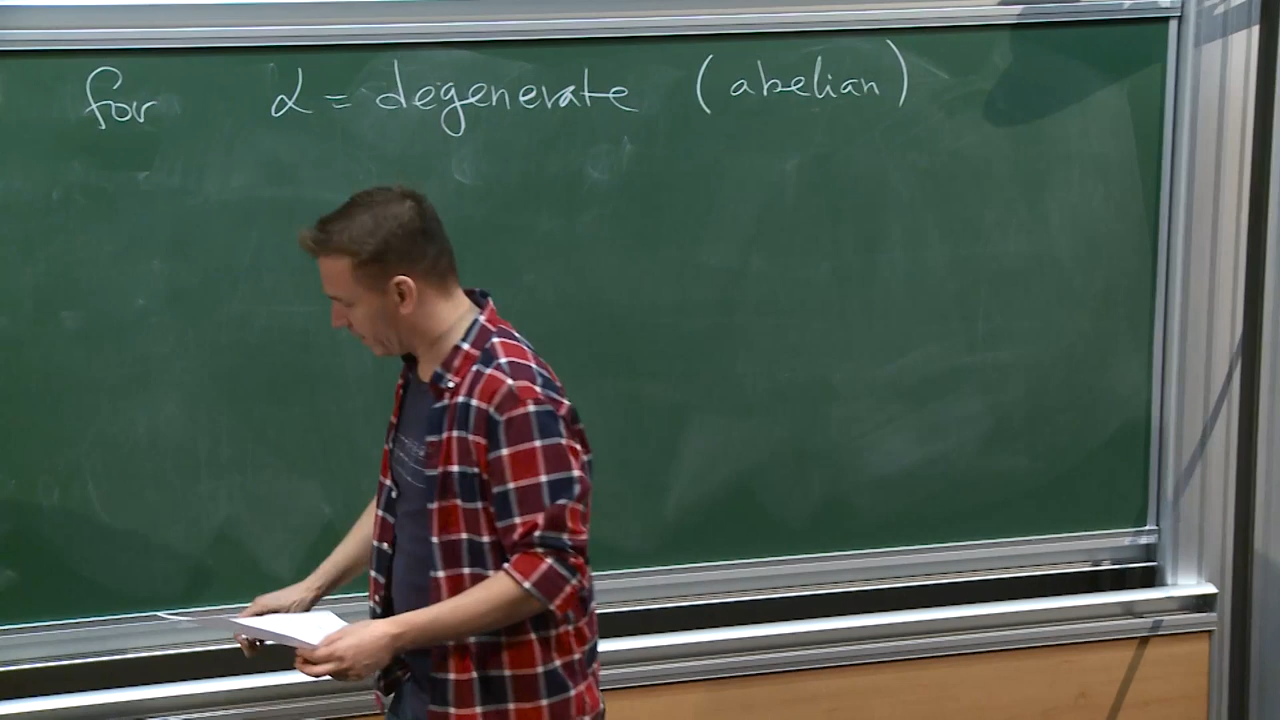 for α = degenerate (abelian)